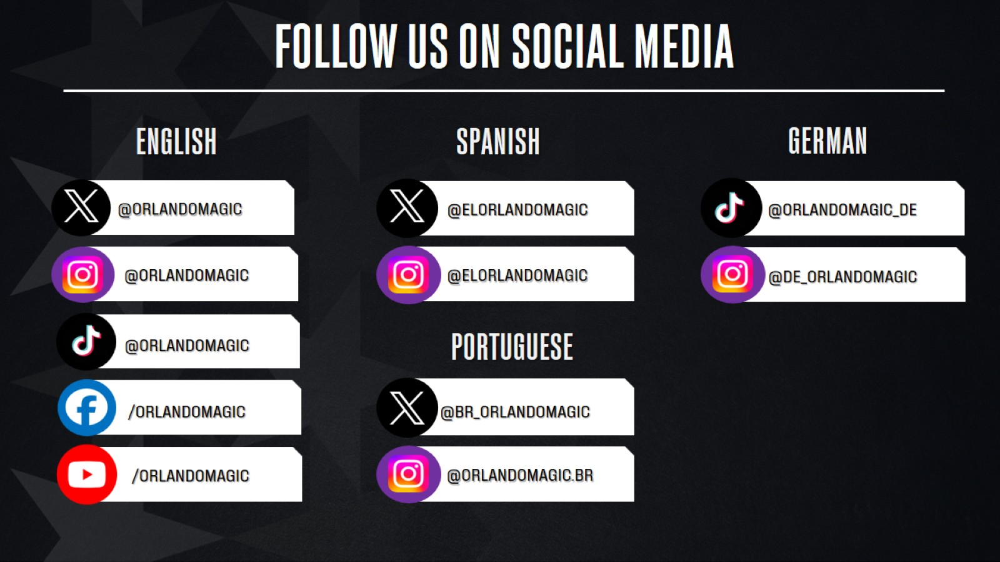 FOLLOW US ON SOCIAL MEDIA
ENGLISH
@ORLANDOMAGIC
@ORLANDOMAGIC
@ORLANDOMAGIC
/ORLANDOMAGIC
/ORLANDOMAGIC
SPANISH
@ELORLANDOMAGIC
@ELORLANDOMAGIC
PORTUGUESE
@BR_ORLANDOMAGIC
@ORLANDOMAGIC.BR
GERMAN
@ORLANDOMAGIC_DE
@DE_ORLANDOMAGIC